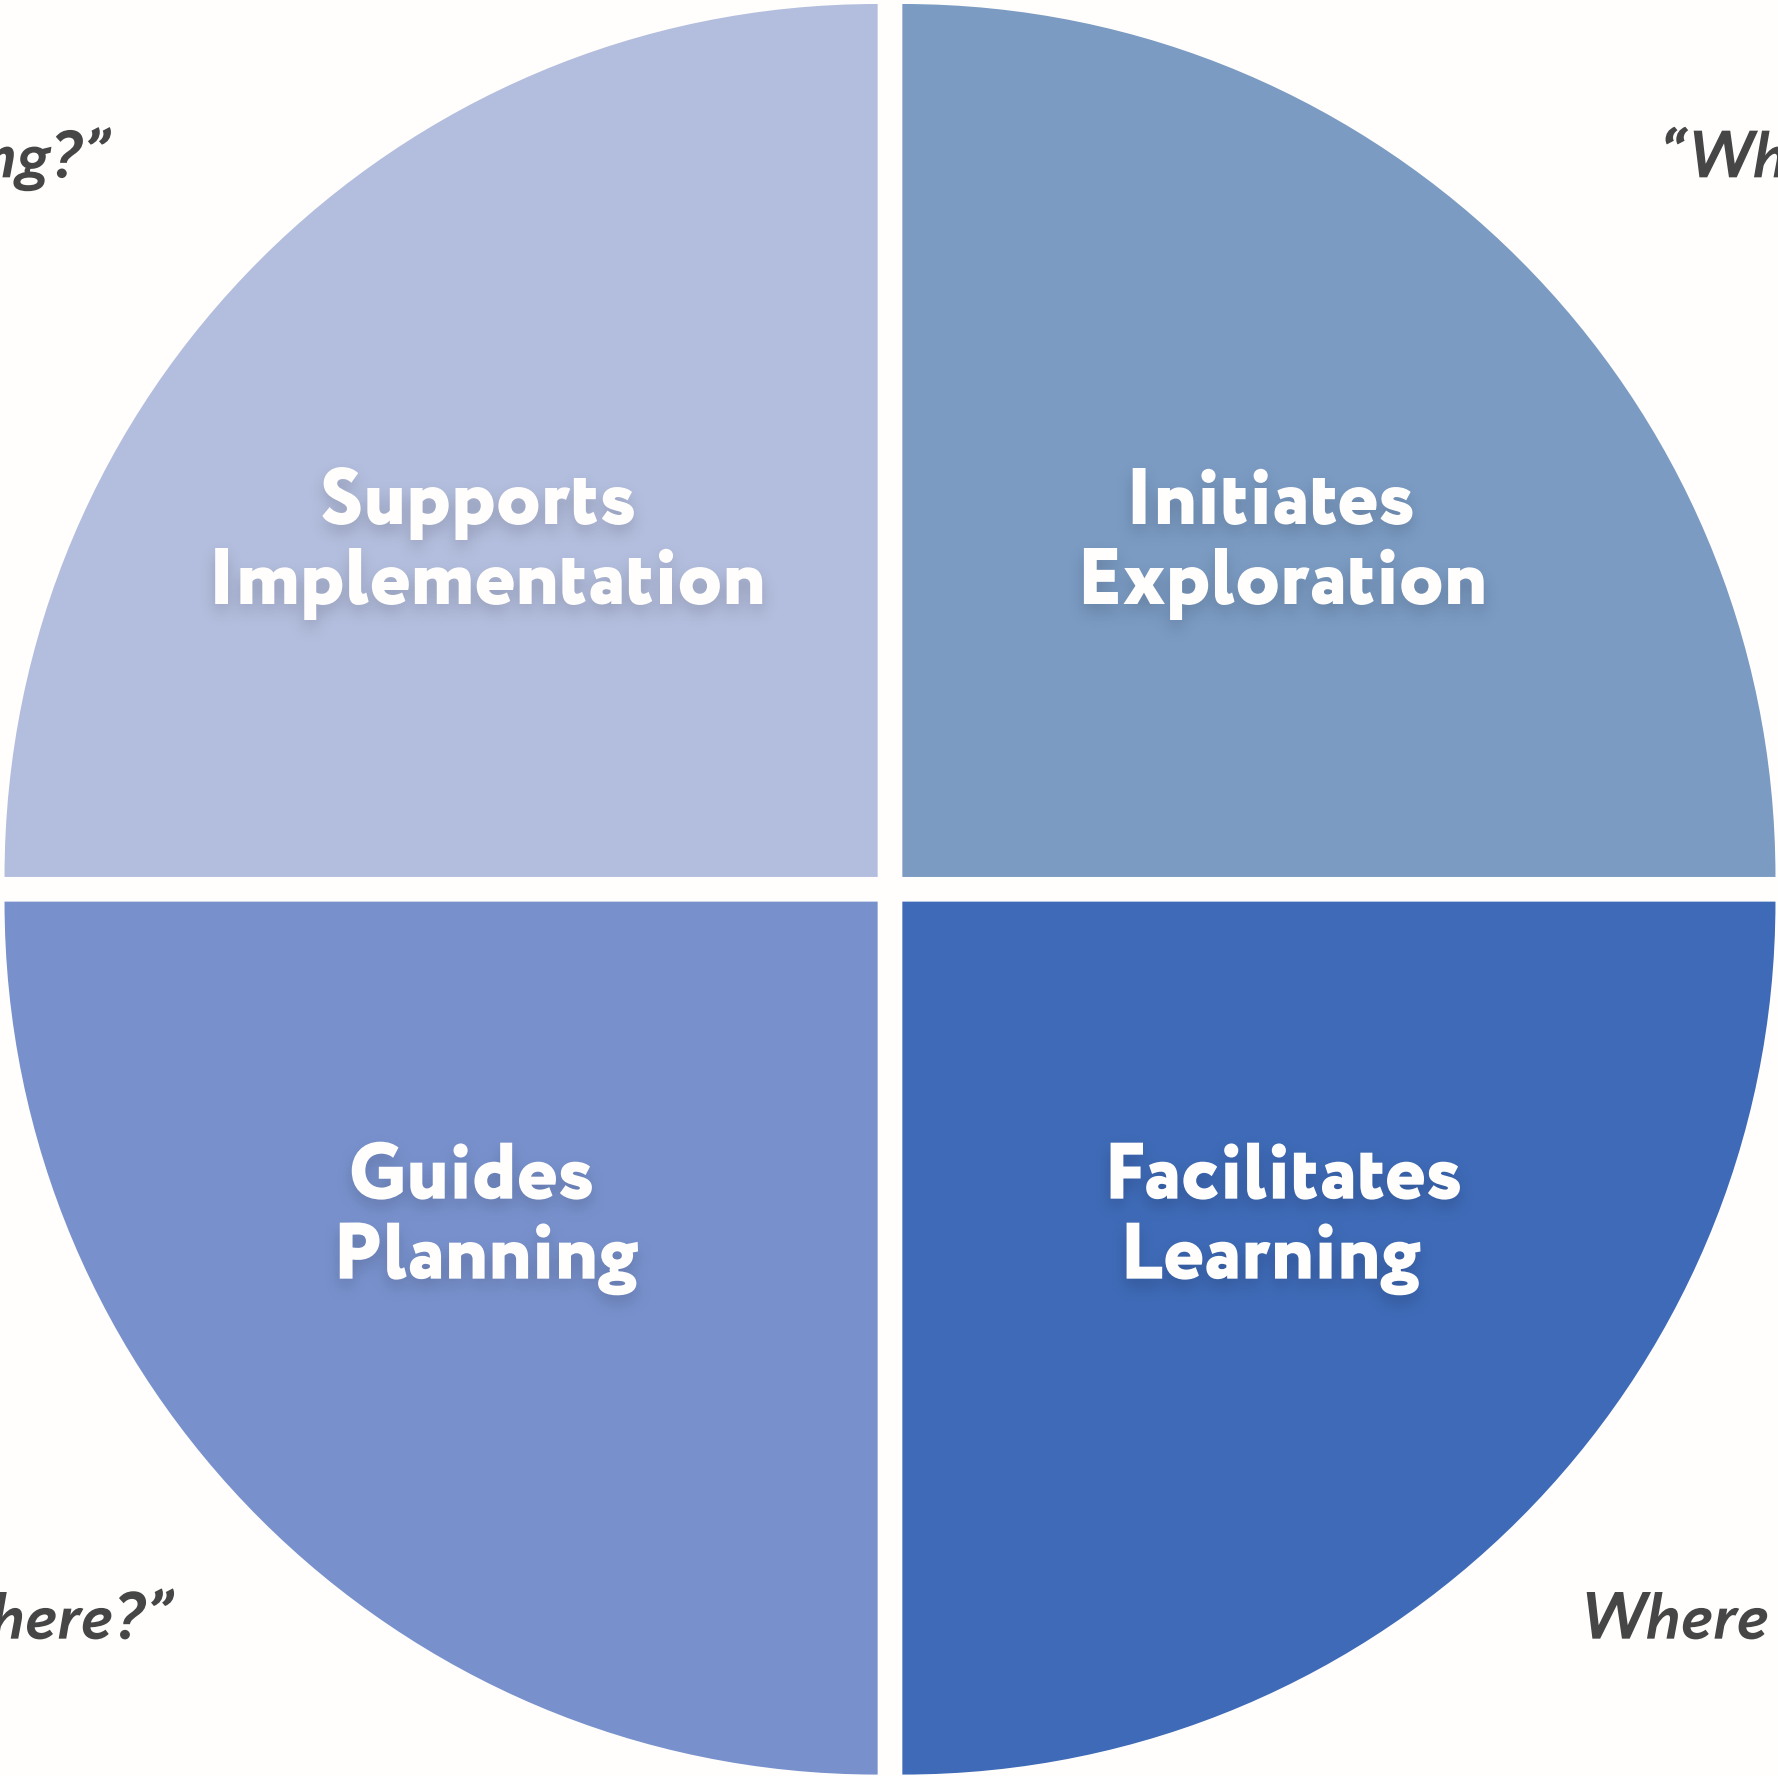 ng?”
“Wh
Supports
Implementation
Initiates
Exploration
Guides
Planning
Facilitates
Learning
here?”
Where